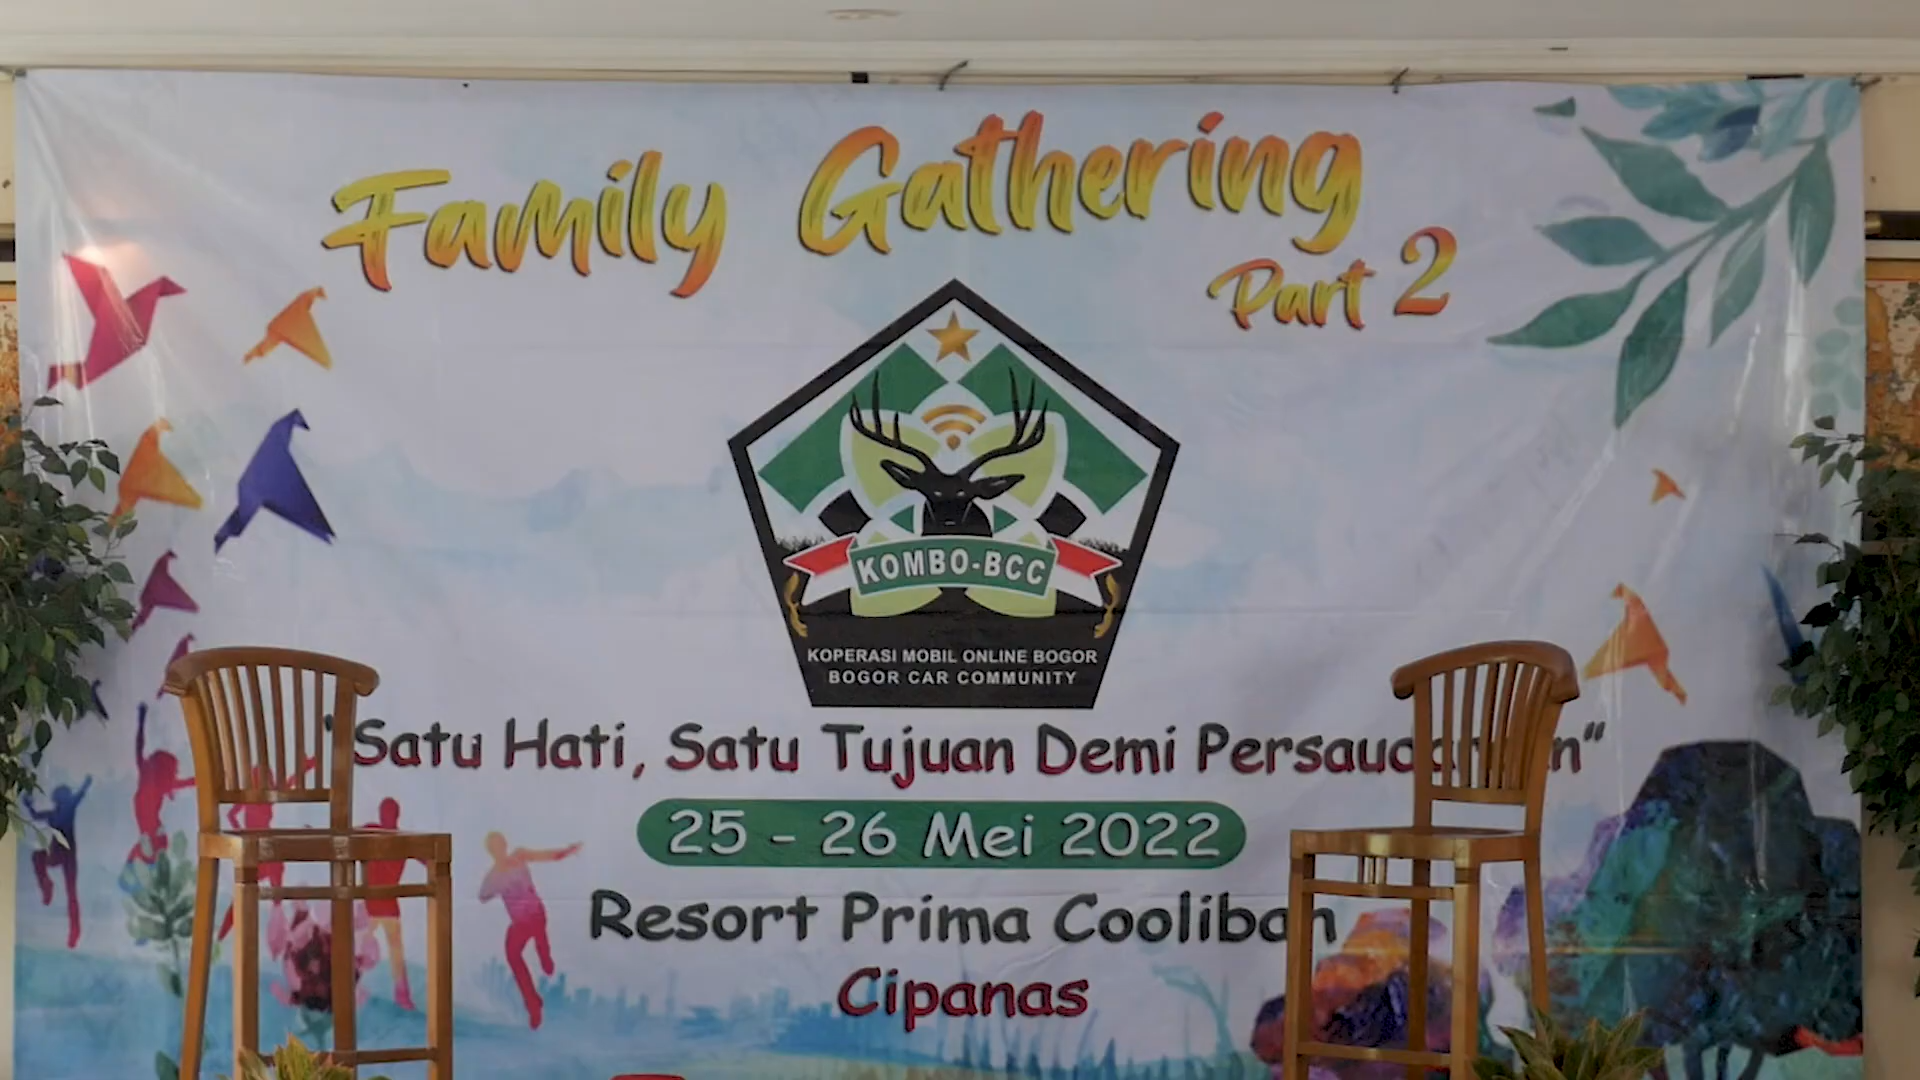 Family Gathering
Part 2
KOMBO-BCC
KOPERASI MOBIL ONLINE BOGOR
BOGOR CAR COMMUNITY
"Satu Hati, Satu Tujuan Demi
25 - 26 Mei 2022
Resort Prima Cooliban
Cipanas